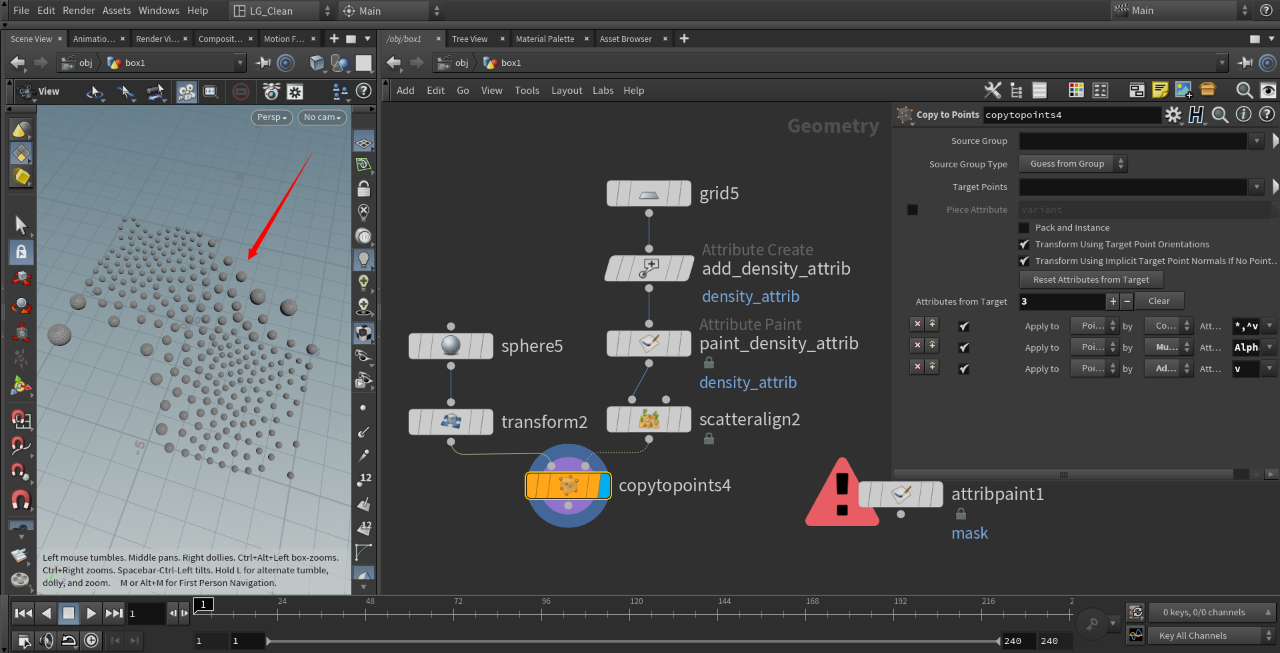 File Edit Render Assets Windows Help LG_Clean Main Main
Scene View Animatio... Render Vi... Composit... Motion F... /obj/box1 Tree View Material Palette Asset Browser
obj box1 obj box1
View Add Edit Go View Tools Layout Labs Help
Persp No cam
Geometry
Copy to Points copytopoints4
Source Group
Source Group Type Guess from Group
Target Points
Piece Attribute variant
Pack and Instance
Transform Using Target Point Orientations
Transform Using Implicit Target Point Normals If No Point...
Reset Attributes from Target
Attributes from Target 3 + − Clear
Apply to Poi... by Co... Att... *,^v
Apply to Poi... by Mu... Att... Alph
Apply to Poi... by Ad... Att... v
grid5
Attribute Create
add_density_attrib
density_attrib
Attribute Paint
paint_density_attrib
density_attrib
sphere5
transform2
scatteralign2
copytopoints4
attribpaint1
mask
-5
12
12
Left mouse tumbles. Middle pans. Right dollies. Ctrl+Alt+Left box-zooms.
Ctrl+Right zooms. Spacebar-Ctrl-Left tilts. Hold L for alternate tumble,
dolly, and zoom. M or Alt+M for First Person Navigation.
1 1 24 48 72 96 120 144 168 192 216 2
0 keys, 0/0 channels
1 1 240 240 Key All Channels